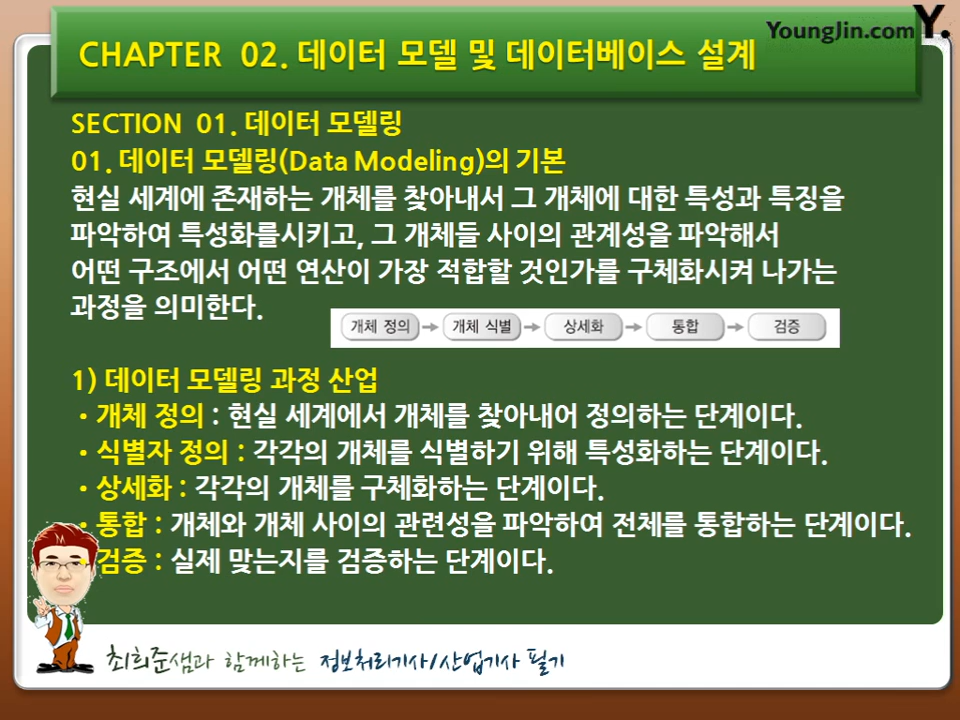 YoungJin.com Y.
CHAPTER 02. 데이터 모델 및 데이터베이스 설계
SECTION 01. 데이터 모델링
01. 데이터 모델링(Data Modeling)의 기본
현실 세계에 존재하는 개체를 찾아내서 그 개체에 대한 특성과 특징을
파악하여 특성화를시키고, 그 개체들 사이의 관계성을 파악해서
어떤 구조에서 어떤 연산이 가장 적합할 것인가를 구체화시켜 나가는
과정을 의미한다.
개체 정의 → 개체 식별 → 상세화 → 통합 → 검증
1) 데이터 모델링 과정 산업
• 개체 정의 : 현실 세계에서 개체를 찾아내어 정의하는 단계이다.
• 식별자 정의 : 각각의 개체를 식별하기 위해 특성화하는 단계이다.
• 상세화 : 각각의 개체를 구체화하는 단계이다.
• 통합 : 개체와 개체 사이의 관련성을 파악하여 전체를 통합하는 단계이다.
검증 : 실제 맞는지를 검증하는 단계이다.
최희준샘과 함께하는 정보처리기사/산업기사 필기